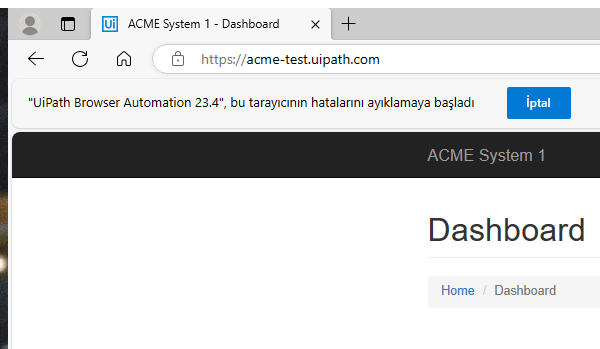 Ui ACME System 1 - Dashboard
https://acme-test.uipath.com
"UiPath Browser Automation 23.4", bu tarayıcının hatalarını ayıklamaya başladı İptal
ACME System 1
Dashboard
Home / Dashboard